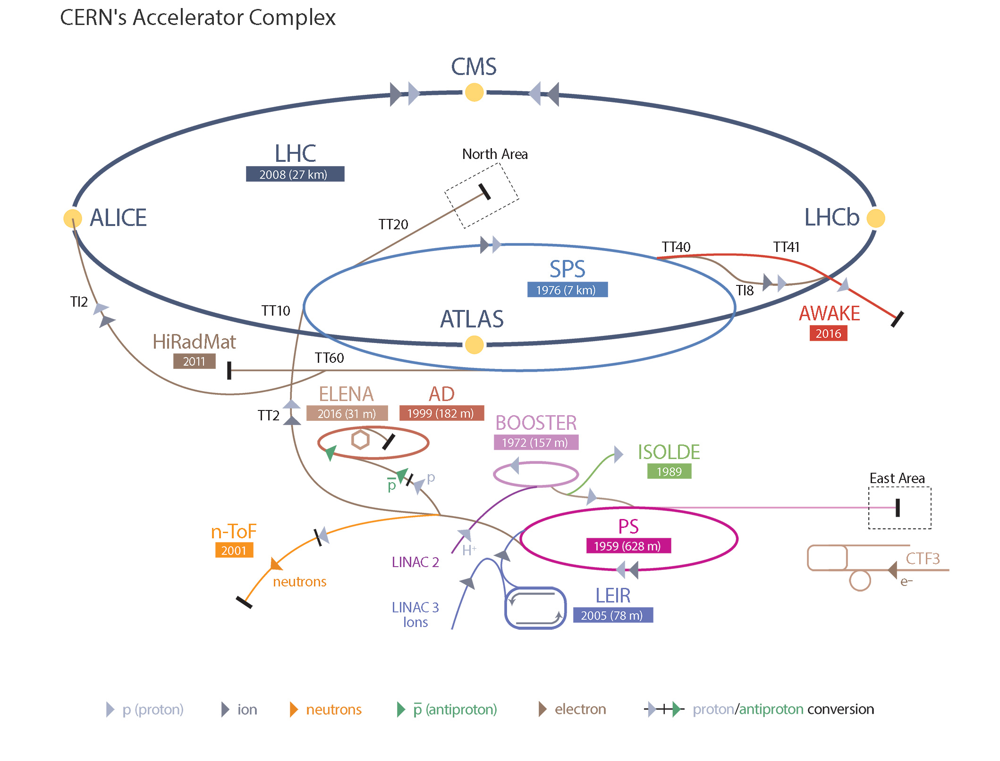 CERN's Accelerator Complex
CMS
LHC
2008 (27 km)
North Area
ALICE
TT20
LHCb
TT40
TT41
SPS
1976 (7 km)
TI8
TI2
TT10
ATLAS
AWAKE
2016
HiRadMat
2011
TT60
ELENA
2016 (31 m)
AD
1999 (182 m)
TT2
BOOSTER
1972 (157 m)
ISOLDE
1989
p
p̅
East Area
n-ToF
2001
PS
1959 (628 m)
H⁺
LINAC 2
CTF3
e⁻
neutrons
LEIR
2005 (78 m)
LINAC 3
Ions
p (proton)
ion
neutrons
p̅ (antiproton)
electron
proton/antiproton conversion